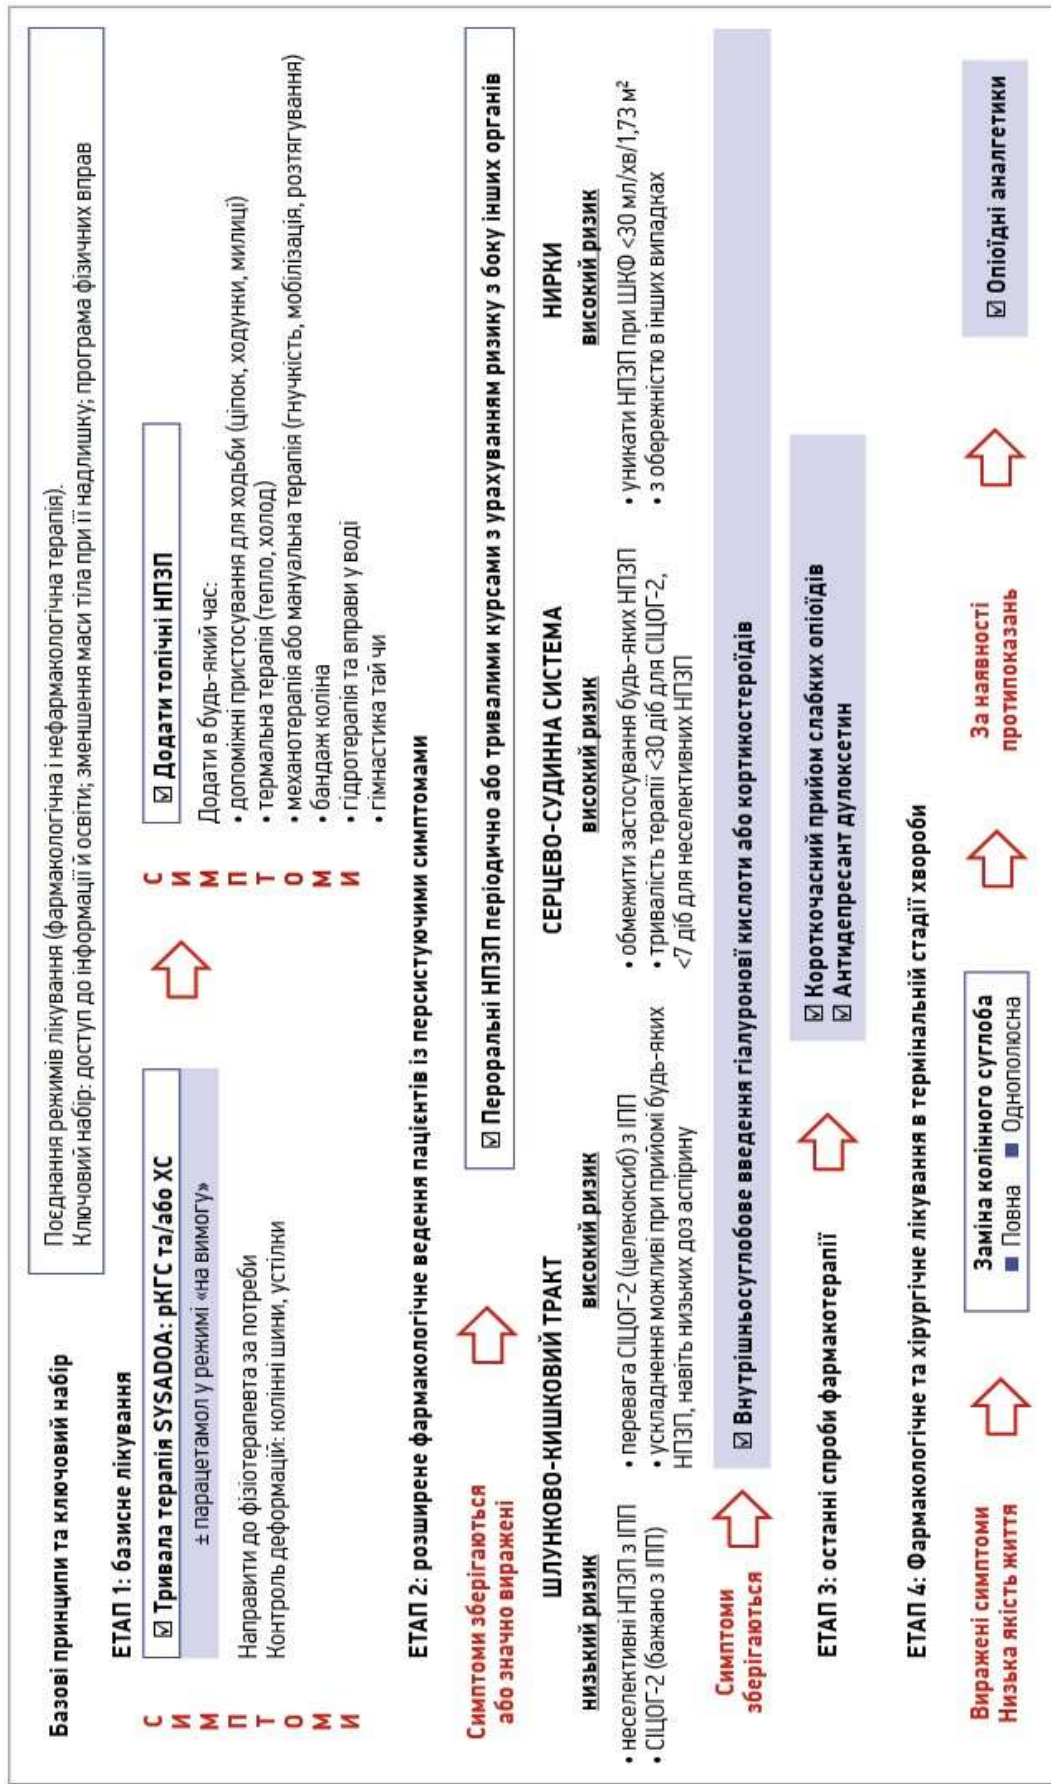 Базові принципи та ключовий набір
Поєднання режимів лікування (фармакологічна і нефармакологічна терапія).
Ключовий набір: доступ до інформації й освіти; зменшення маси тіла при її надлишку; програма фізичних вправ
ЕТАП 1: базисне лікування
СИМПТОМИ
☑ Тривала терапія SYSADOA: рКГС та/або ХС
± парацетамол у режимі «на вимогу»
Направити до фізіотерапевта за потреби
Контроль деформацій: колінні шини, устілки
СИМПТОМИ
☑ Додати топічні НПЗП
Додати в будь-який час:
• допоміжні пристосування для ходьби (ціпок, ходунки, милиці)
• термальна терапія (тепло, холод)
• механотерапія або мануальна терапія (гнучкість, мобілізація, розтягування)
• бандаж коліна
• гідротерапія та вправи у воді
• гімнастика тай чи
ЕТАП 2: розширене фармакологічне ведення пацієнтів із персистуючими симптомами
Симптоми зберігаються
або значно виражені
☑ Пероральні НПЗП періодично або тривалими курсами з урахуванням ризику з боку інших органів
ШЛУНКОВО-КИШКОВИЙ ТРАКТ
низький ризик
• неселективні НПЗП з ІПП
• СІЦОГ-2 (бажано з ІПП)
високий ризик
• перевага СІЦОГ-2 (целекоксиб) з ІПП
• ускладнення можливі при прийомі будь-яких
НПЗП, навіть низьких доз аспірину
СЕРЦЕВО-СУДИННА СИСТЕМА
високий ризик
• обмежити застосування будь-яких НПЗП
• тривалість терапії <30 діб для СІЦОГ-2,
<7 діб для неселективних НПЗП
НИРКИ
високий ризик
• уникати НПЗП при ШКФ <30 мл/хв/1,73 м²
• з обережністю в інших випадках
Симптоми
зберігаються
☑ Внутрішньосуглобове введення гіалуронової кислоти або кортикостероїдів
ЕТАП 3: останні спроби фармакотерапії
☑ Короткочасний прийом слабких опіоїдів
☑ Антидепресант дулоксетин
ЕТАП 4: Фармакологічне та хірургічне лікування в термінальній стадії хвороби
Виражені симптоми
Низька якість життя
Заміна колінного суглоба
■ Повна ■ Однополюсна
За наявності
протипоказань
☑ Опіоїдні аналгетики